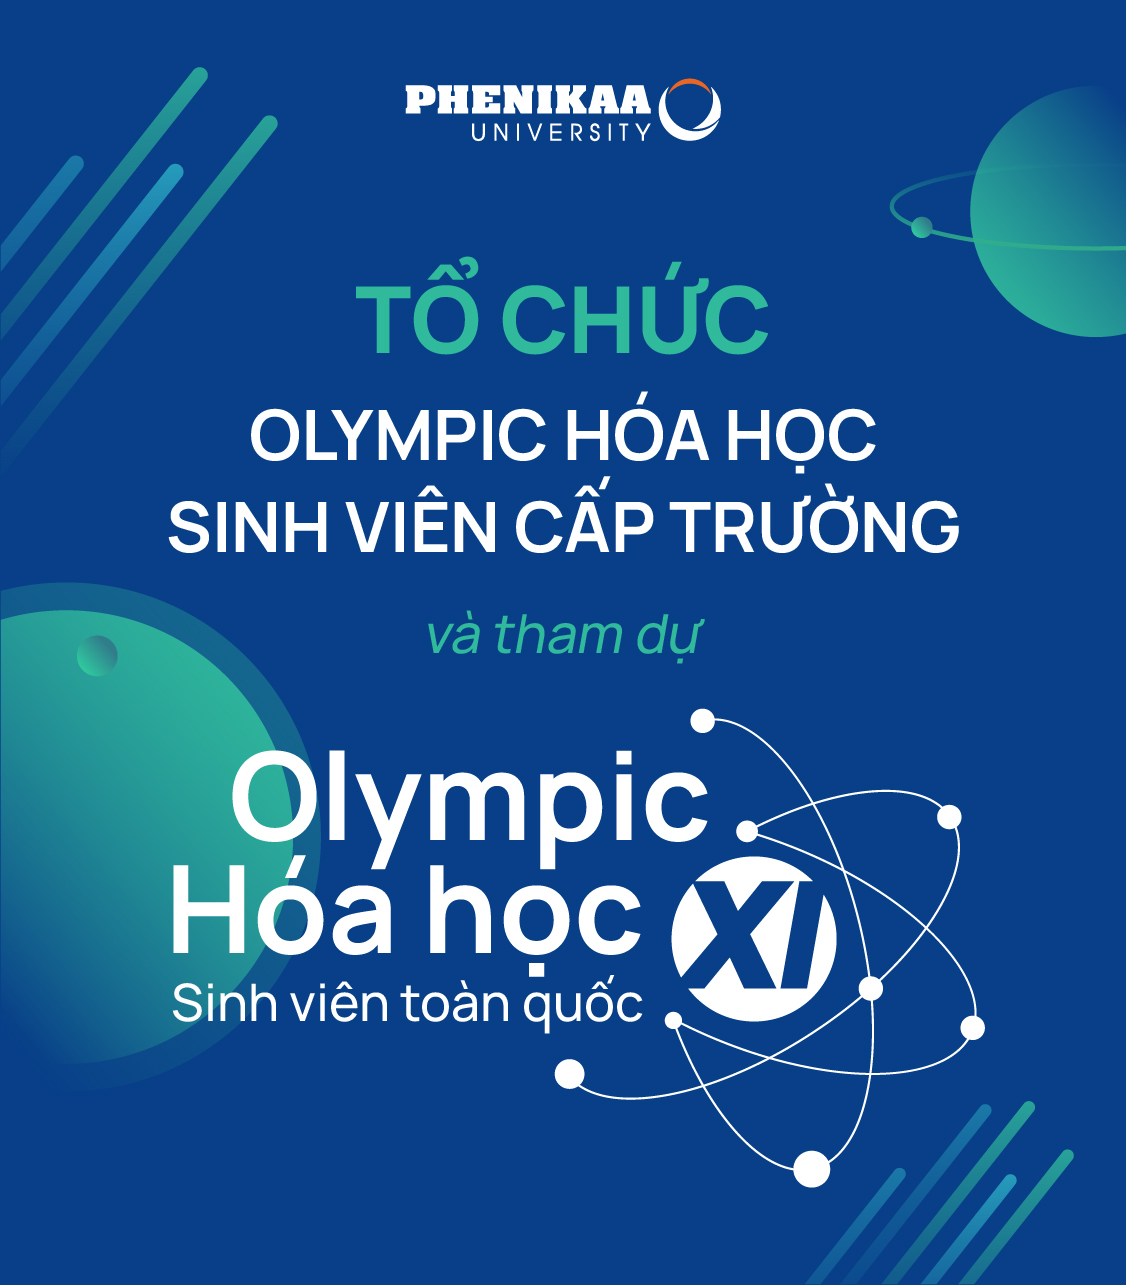 PHENIKAA
UNIVERSITY
TỔ CHỨC
OLYMPIC HÓA HỌC
SINH VIÊN CẤP TRƯỜNG
và tham dự
Olympic
Hóa học
XI
Sinh viên toàn quốc